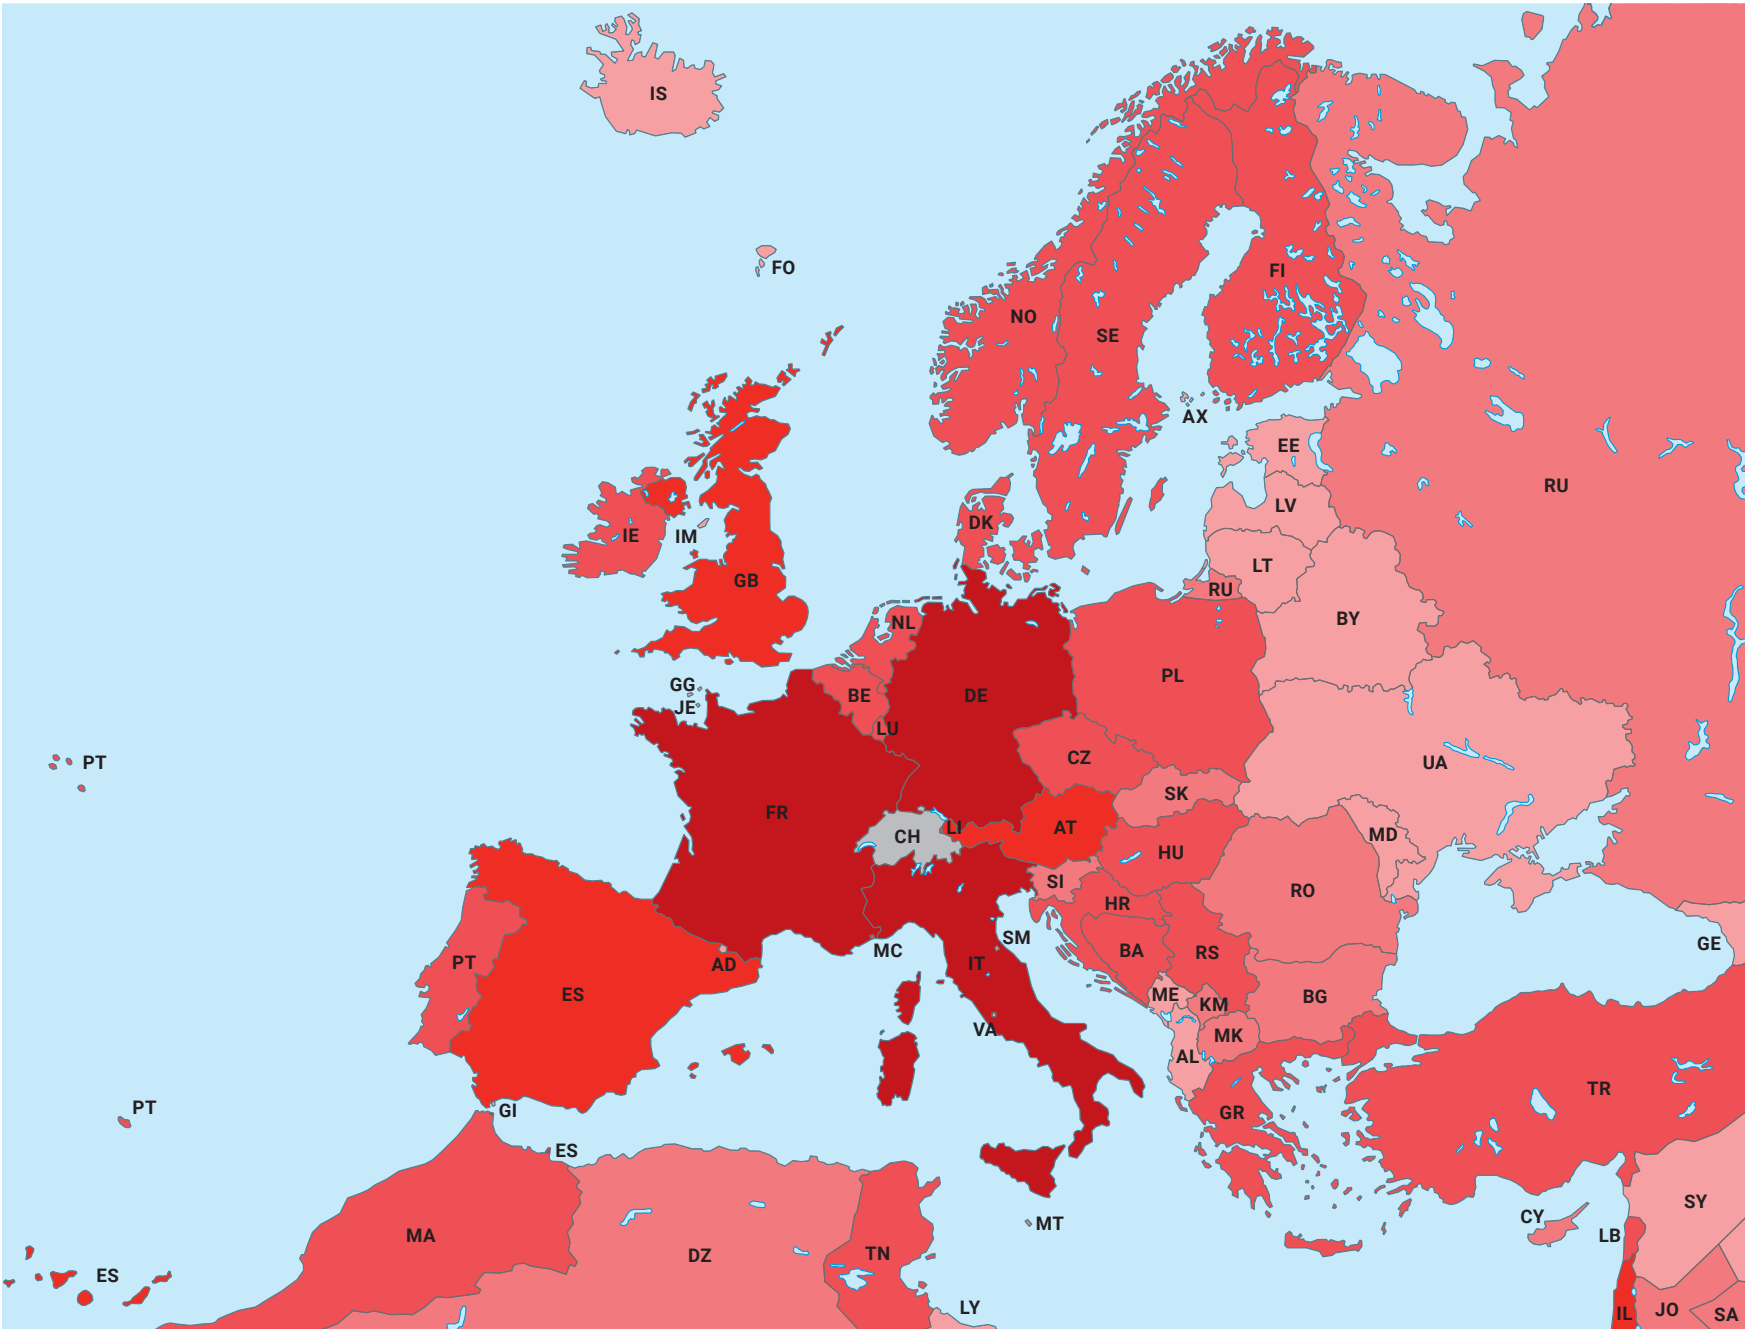 IS
FO
FI
NO
SE
AX
EE
RU
LV
DK
IE
IM
LT
GB
RU
BY
NL
PL
GG
BE
DE
JE
LU
CZ
PT
UA
SK
FR
LI
AT
CH
MD
HU
SI
RO
HR
SM
GE
MC
BA
RS
PT
AD
IT
ES
ME
BG
KM
VA
MK
AL
TR
PT
GI
GR
ES
SY
CY
MT
MA
LB
TN
DZ
ES
LY
IL
JO
SA